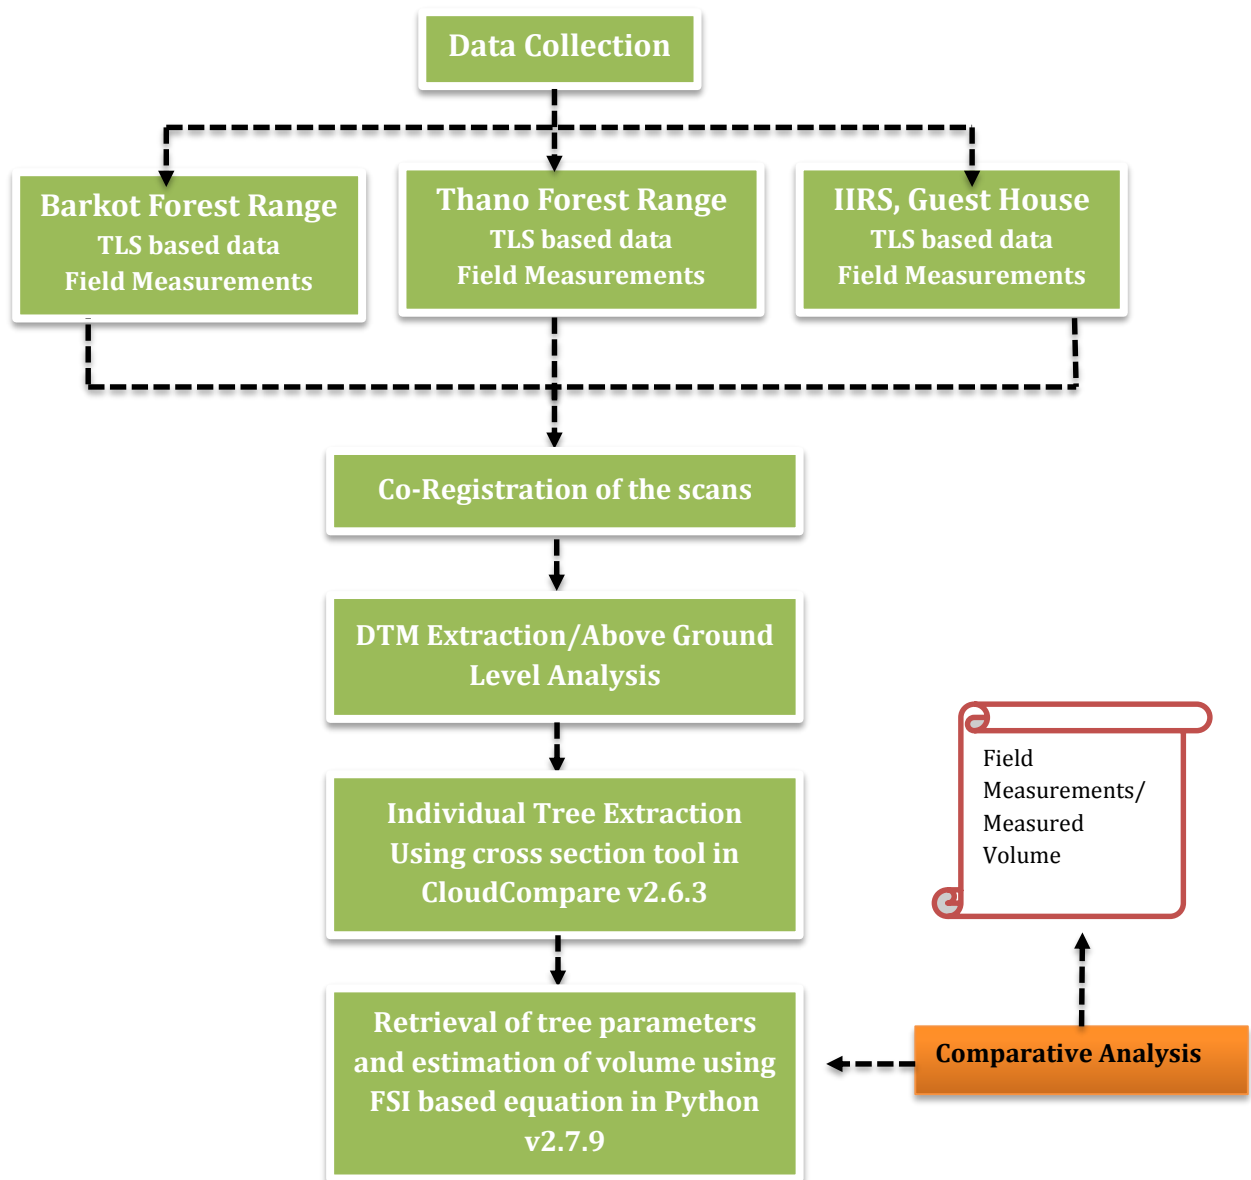 Data Collection
Barkot Forest Range
TLS based data
Field Measurements
Thano Forest Range
TLS based data
Field Measurements
IIRS, Guest House
TLS based data
Field Measurements
Co-Registration of the scans
DTM Extraction/Above Ground
Level Analysis
Individual Tree Extraction
Using cross section tool in
CloudCompare v2.6.3
Field
Measurements/
Measured
Volume
Retrieval of tree parameters
and estimation of volume using
FSI based equation in Python
v2.7.9
Comparative Analysis